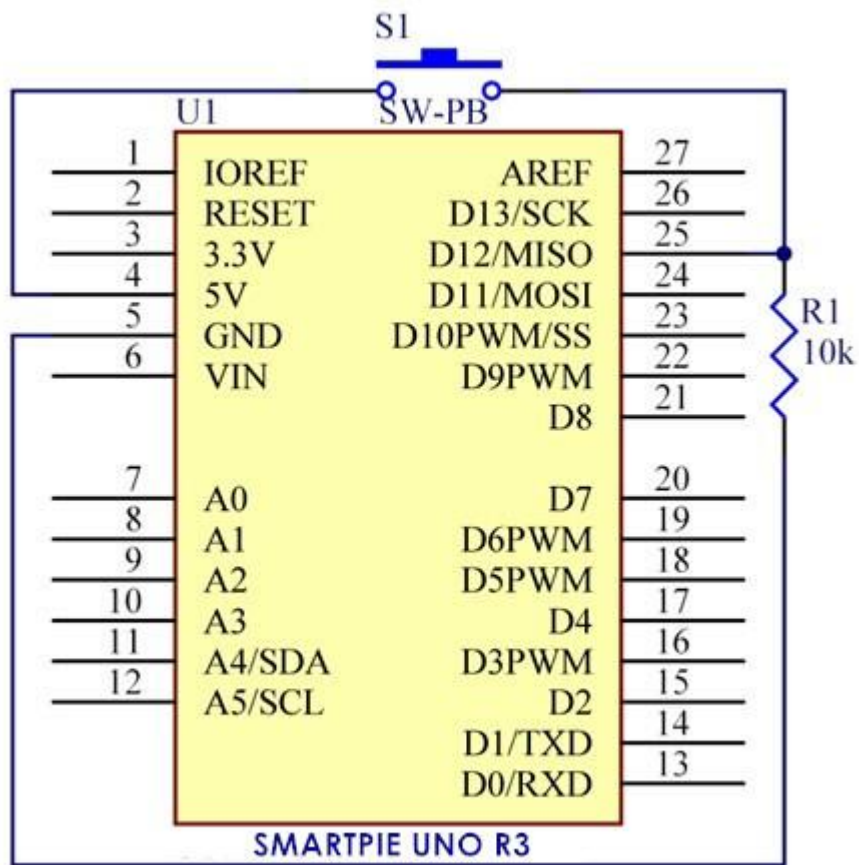 S1
U1
SW-PB
1 IOREF AREF 27
2 RESET D13/SCK 26
3 3.3V D12/MISO 25
4 5V D11/MOSI 24
5 GND D10PWM/SS 23
6 VIN D9PWM 22
D8 21
R1
10k
7 A0 D7 20
8 A1 D6PWM 19
9 A2 D5PWM 18
10 A3 D4 17
11 A4/SDA D3PWM 16
12 A5/SCL D2 15
D1/TXD 14
D0/RXD 13
SMARTPIE UNO R3